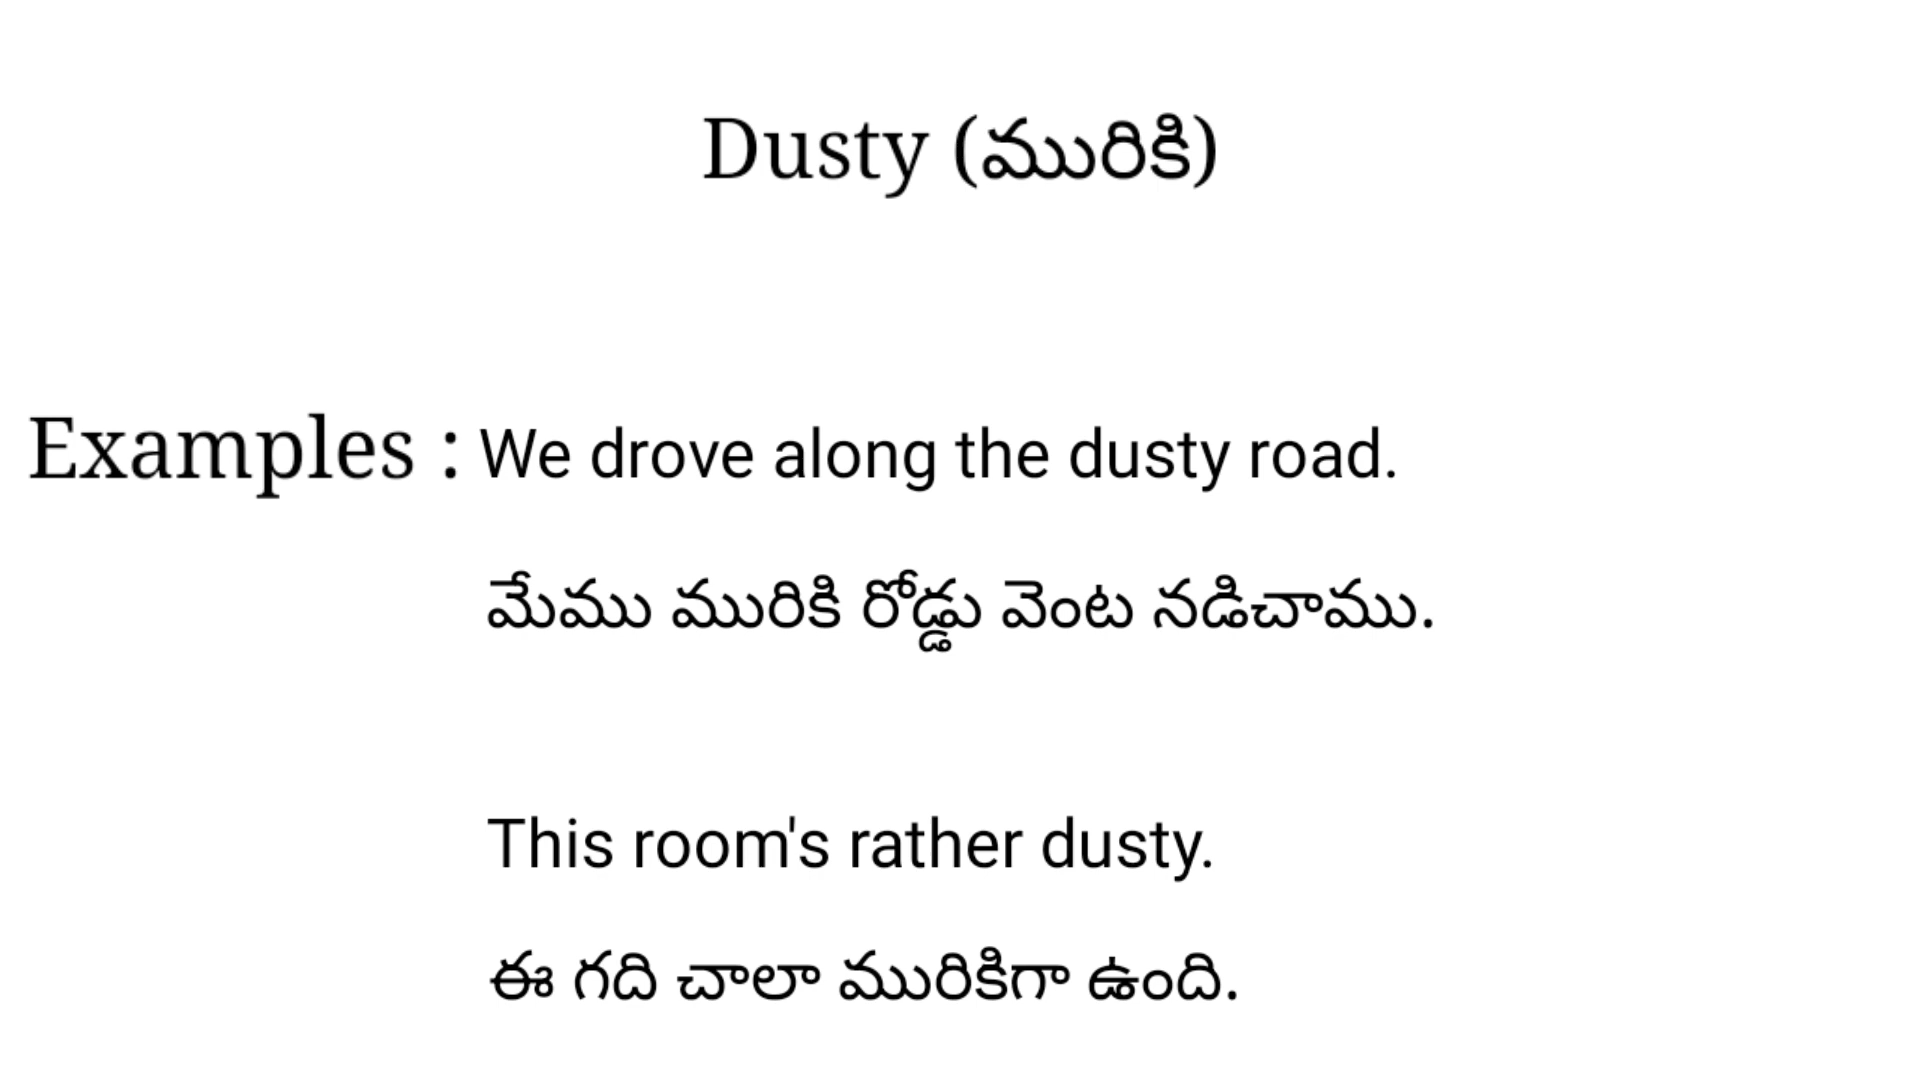 Dusty (మురికి)
Examples : We drove along the dusty road.
మేము మురికి రోడ్డు వెంట నడిచాము.
This room's rather dusty.
ఈ గది చాలా మురికిగా ఉంది.